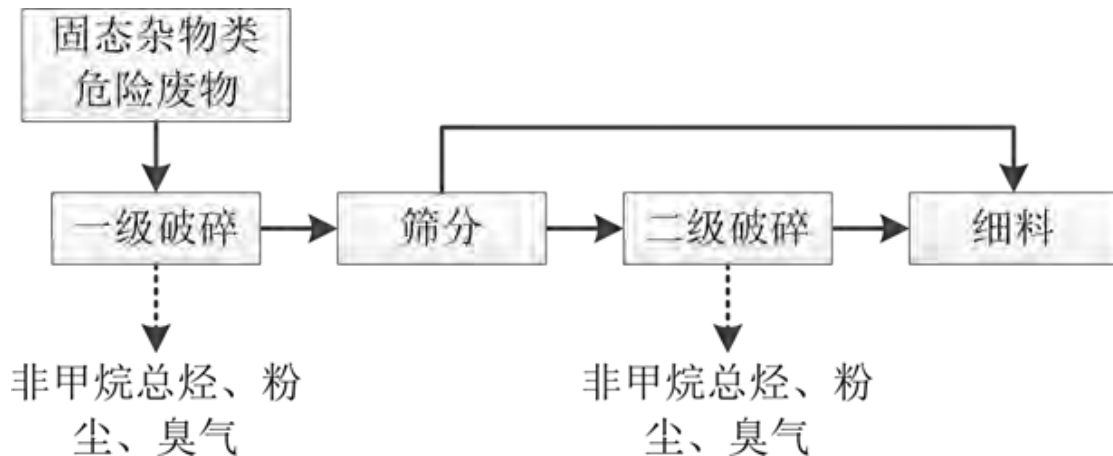 固态杂物类
危险废物
一级破碎
筛分
二级破碎
细料
非甲烷总烃、粉
尘、臭气
非甲烷总烃、粉
尘、臭气